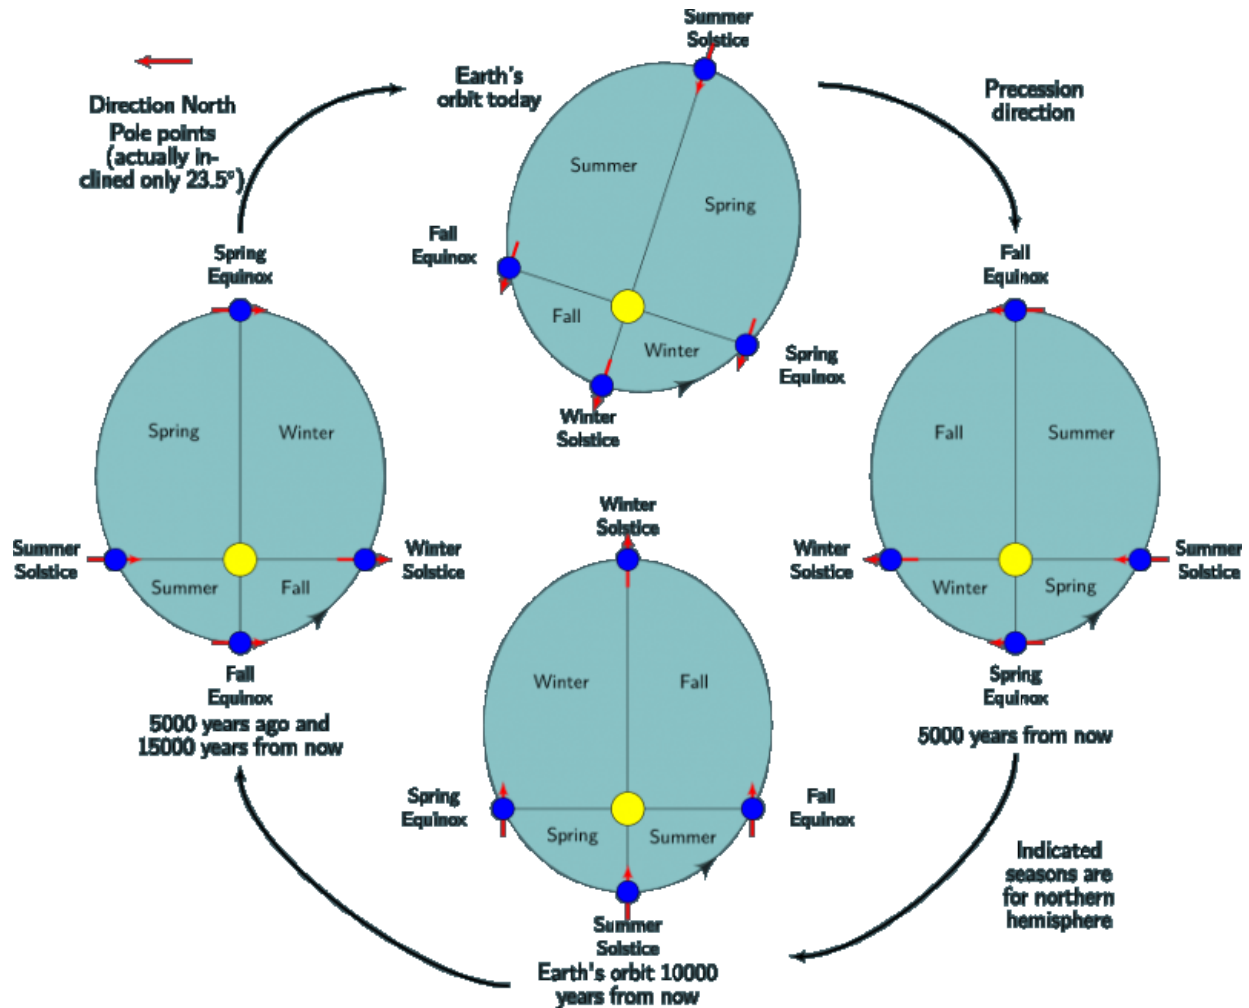 Summer
Solstice
Earth's
orbit today
Direction North
Pole points
(actually in-
clined only 23.5°)
Precession
direction
Summer
Spring
Fall
Equinox
Fall
Winter
Spring
Equinox
Winter
Solstice
Spring
Equinox
Spring
Winter
Summer
Solstice
Winter
Solstice
Summer
Fall
Fall
Equinox
5000 years ago and
15000 years from now
Fall
Equinox
Fall
Summer
Winter
Solstice
Summer
Solstice
Winter
Spring
Spring
Equinox
5000 years from now
Winter
Solstice
Winter
Fall
Spring
Equinox
Fall
Equinox
Spring
Summer
Summer
Solstice
Earth's orbit 10000
years from now
Indicated
seasons are
for northern
hemisphere